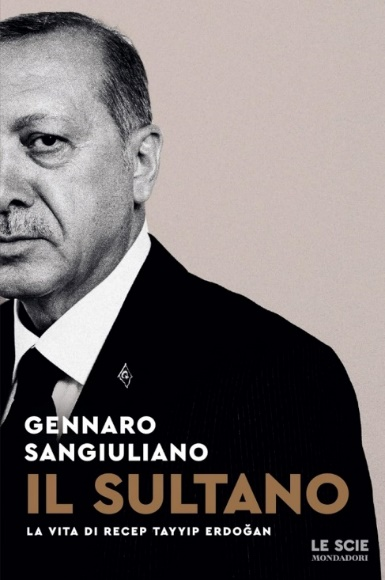 GENNARO
SANGIULIANO
IL SULTANO
LA VITA DI RECEP TAYYIP ERDOĞAN
LE SCIE
MONDADORI